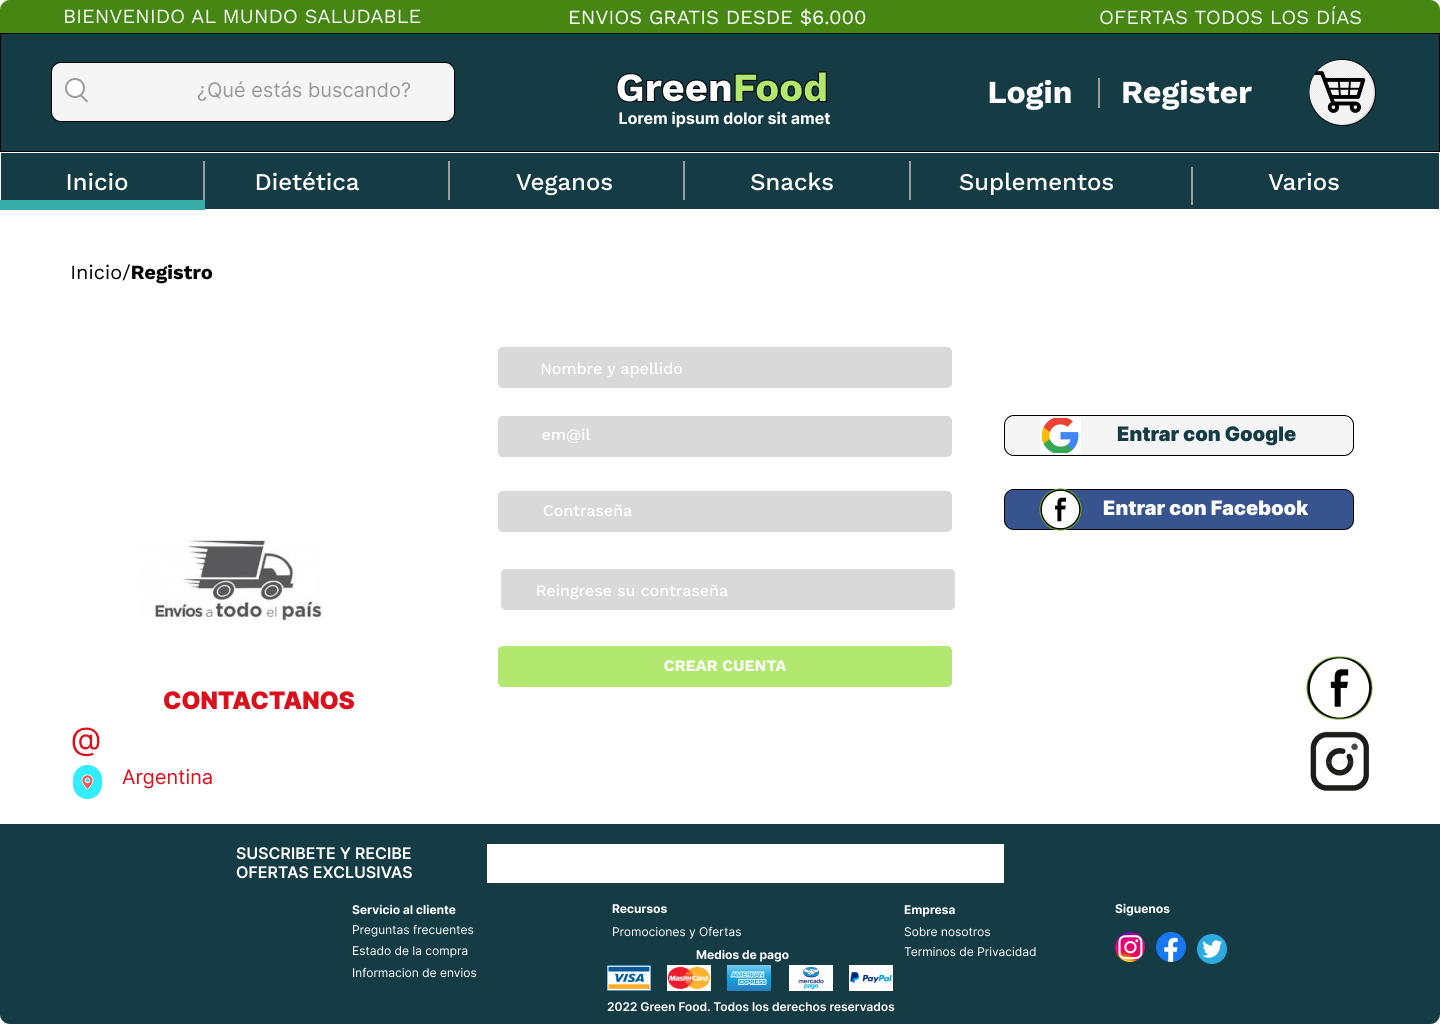 BIENVENIDO AL MUNDO SALUDABLE
ENVIOS GRATIS DESDE $6.000
OFERTAS TODOS LOS DÍAS
¿Qué estás buscando?
GreenFood
Lorem ipsum dolor sit amet
Login
Register
Inicio
Dietética
Veganos
Snacks
Suplementos
Varios
Inicio/Registro
Nombre y apellido
em@il
Contraseña
Reingrese su contraseña
CREAR CUENTA
Entrar con Google
Entrar con Facebook
Envíos a todo el país
CONTACTANOS
@
Argentina
SUSCRIBETE Y RECIBE
OFERTAS EXCLUSIVAS
Servicio al cliente
Preguntas frecuentes
Estado de la compra
Informacion de envios
Recursos
Promociones y Ofertas
Medios de pago
VISA
MasterCard
AMERICAN EXPRESS
mercado pago
PayPal
2022 Green Food. Todos los derechos reservados
Empresa
Sobre nosotros
Terminos de Privacidad
Siguenos